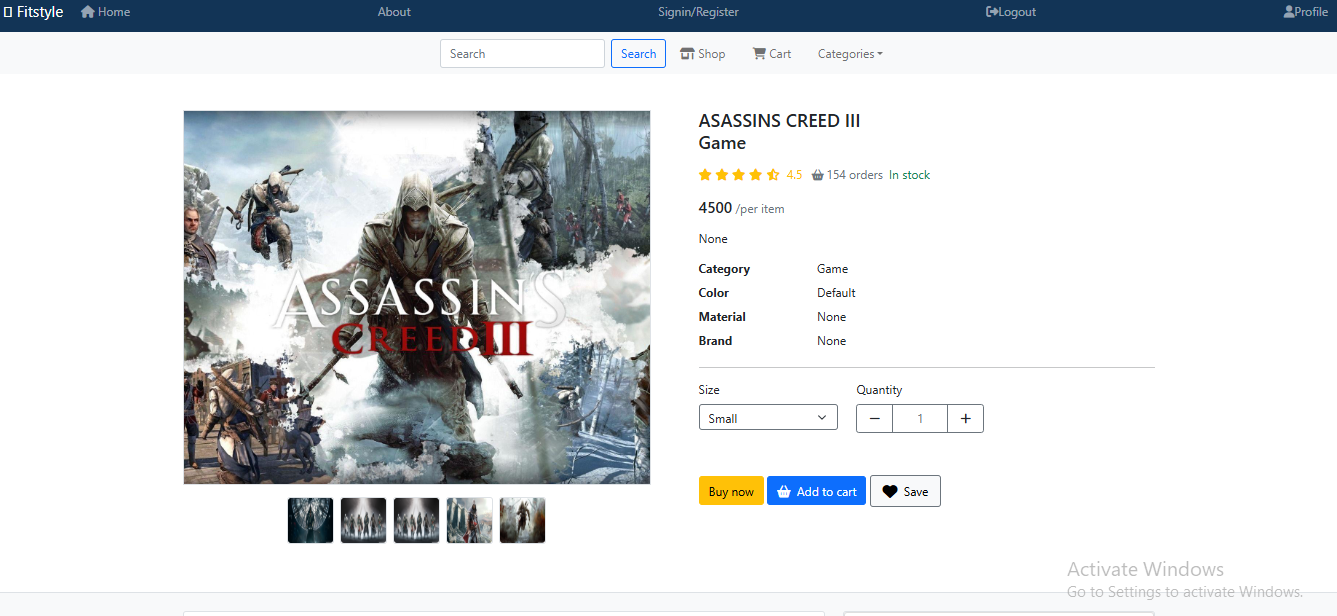 Fitstyle Home About Signin/Register Logout Profile
Search Search Shop Cart Categories
ASASSINS CREED III
Game
4.5 154 orders In stock
4500 /per item
None
Category Game
Color Default
Material None
Brand None
ASSASSIN'S
CREED III
Size Quantity
Small − 1 +
Buy now Add to cart Save
Activate Windows
Go to Settings to activate Windows.